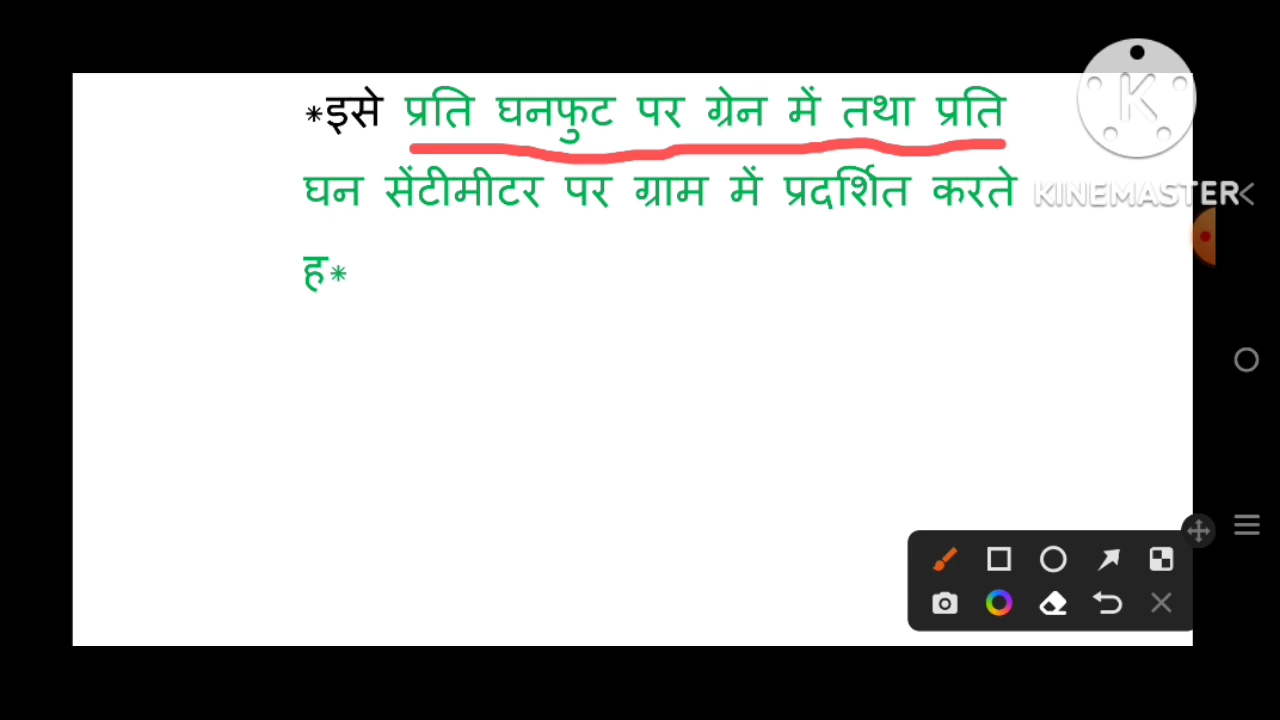 *इसे प्रति घनफुट पर ग्रेन में तथा प्रति
घन सेंटीमीटर पर ग्राम में प्रदर्शित करते
ह*
K
KINEMASTER